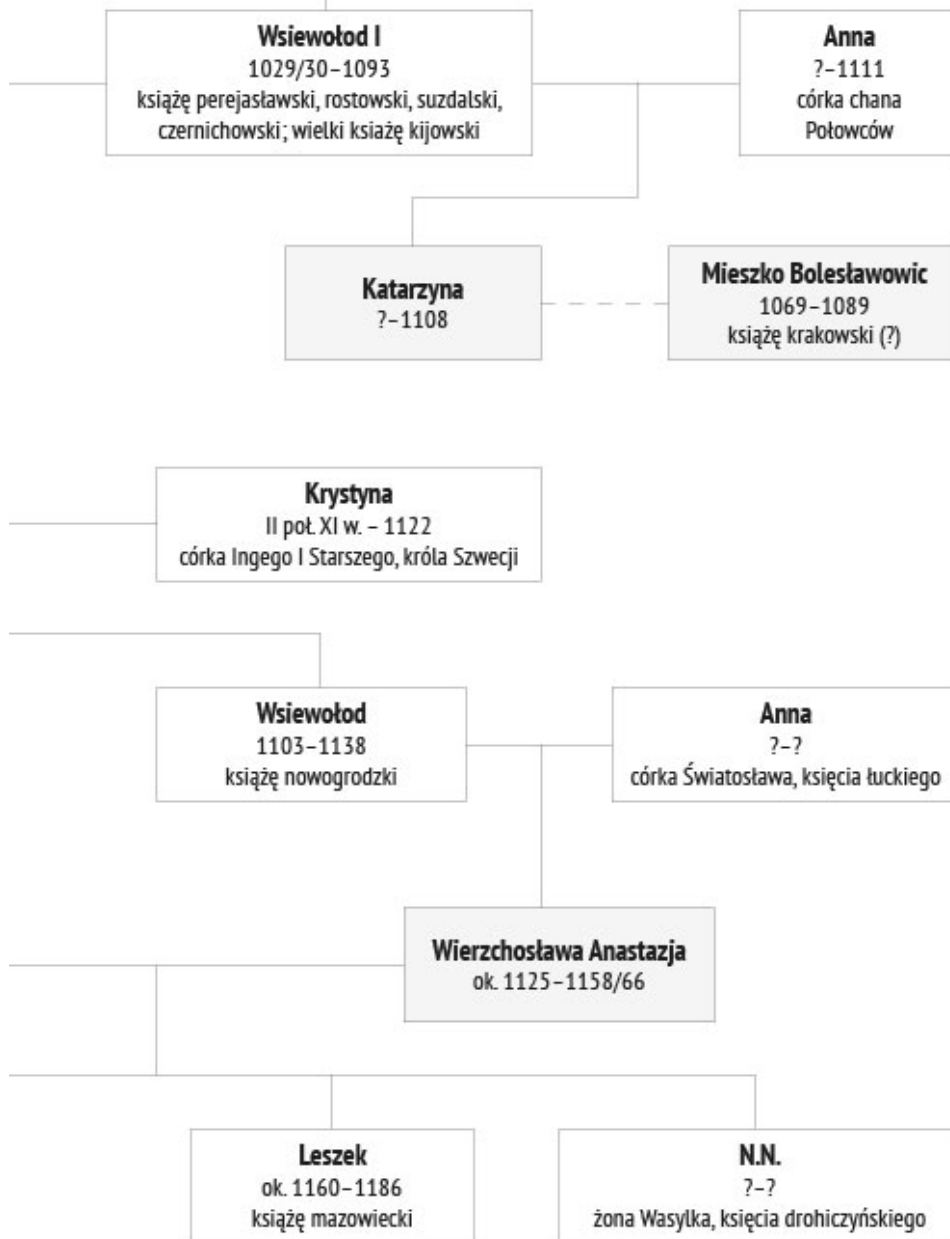 Wsiewołod I
1029/30–1093
książę perejasławski, rostowski, suzdalski,
czernichowski; wielki ksiażę kijowski
Anna
?–1111
córka chana
Połowców
Katarzyna
?–1108
Mieszko Bolesławowic
1069–1089
książę krakowski (?)
Krystyna
II poł. XI w. – 1122
córka Ingego I Starszego, króla Szwecji
Wsiewołod
1103–1138
książę nowogrodzki
Anna
?–?
córka Światosława, księcia łuckiego
Wierzchosława Anastazja
ok. 1125–1158/66
Leszek
ok. 1160–1186
książę mazowiecki
N.N.
?–?
żona Wasylka, księcia drohiczyńskiego